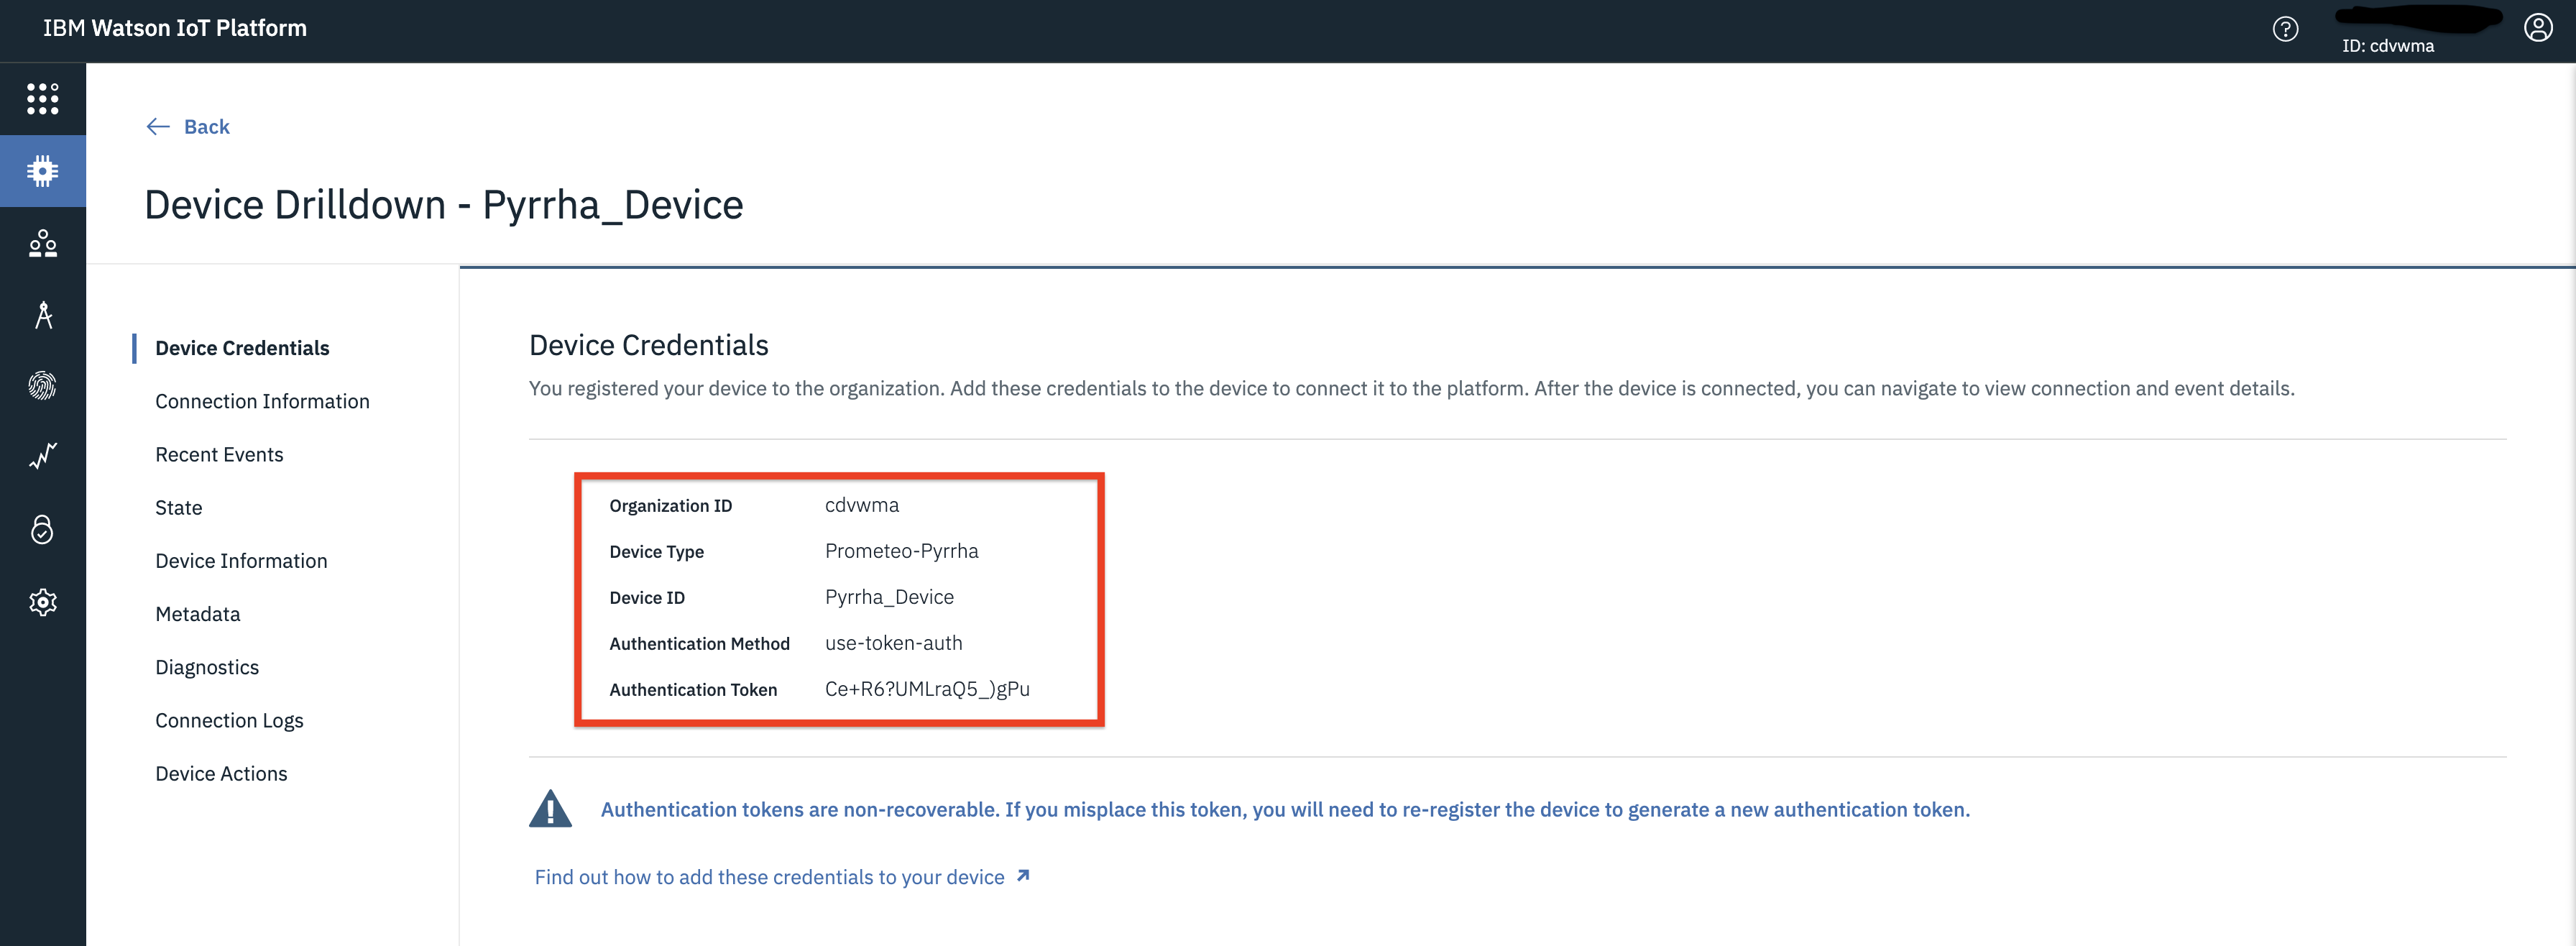 IBM Watson IoT Platform
ID: cdvwma
Back
Device Drilldown - Pyrrha_Device
Device Credentials
Connection Information
Recent Events
State
Device Information
Metadata
Diagnostics
Connection Logs
Device Actions
Device Credentials
You registered your device to the organization. Add these credentials to the device to connect it to the platform. After the device is connected, you can navigate to view connection and event details.
Organization ID cdvwma
Device Type Prometeo-Pyrrha
Device ID Pyrrha_Device
Authentication Method use-token-auth
Authentication Token Ce+R6?UMLraQ5_)gPu
Authentication tokens are non-recoverable. If you misplace this token, you will need to re-register the device to generate a new authentication token.
Find out how to add these credentials to your device